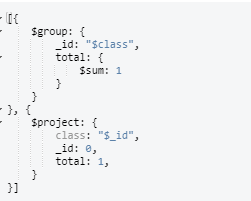 [{
$group: {
_id: "$class",
total: {
$sum: 1
}
}
}, {
$project: {
class: "$_id",
_id: 0,
total: 1,
}
}]